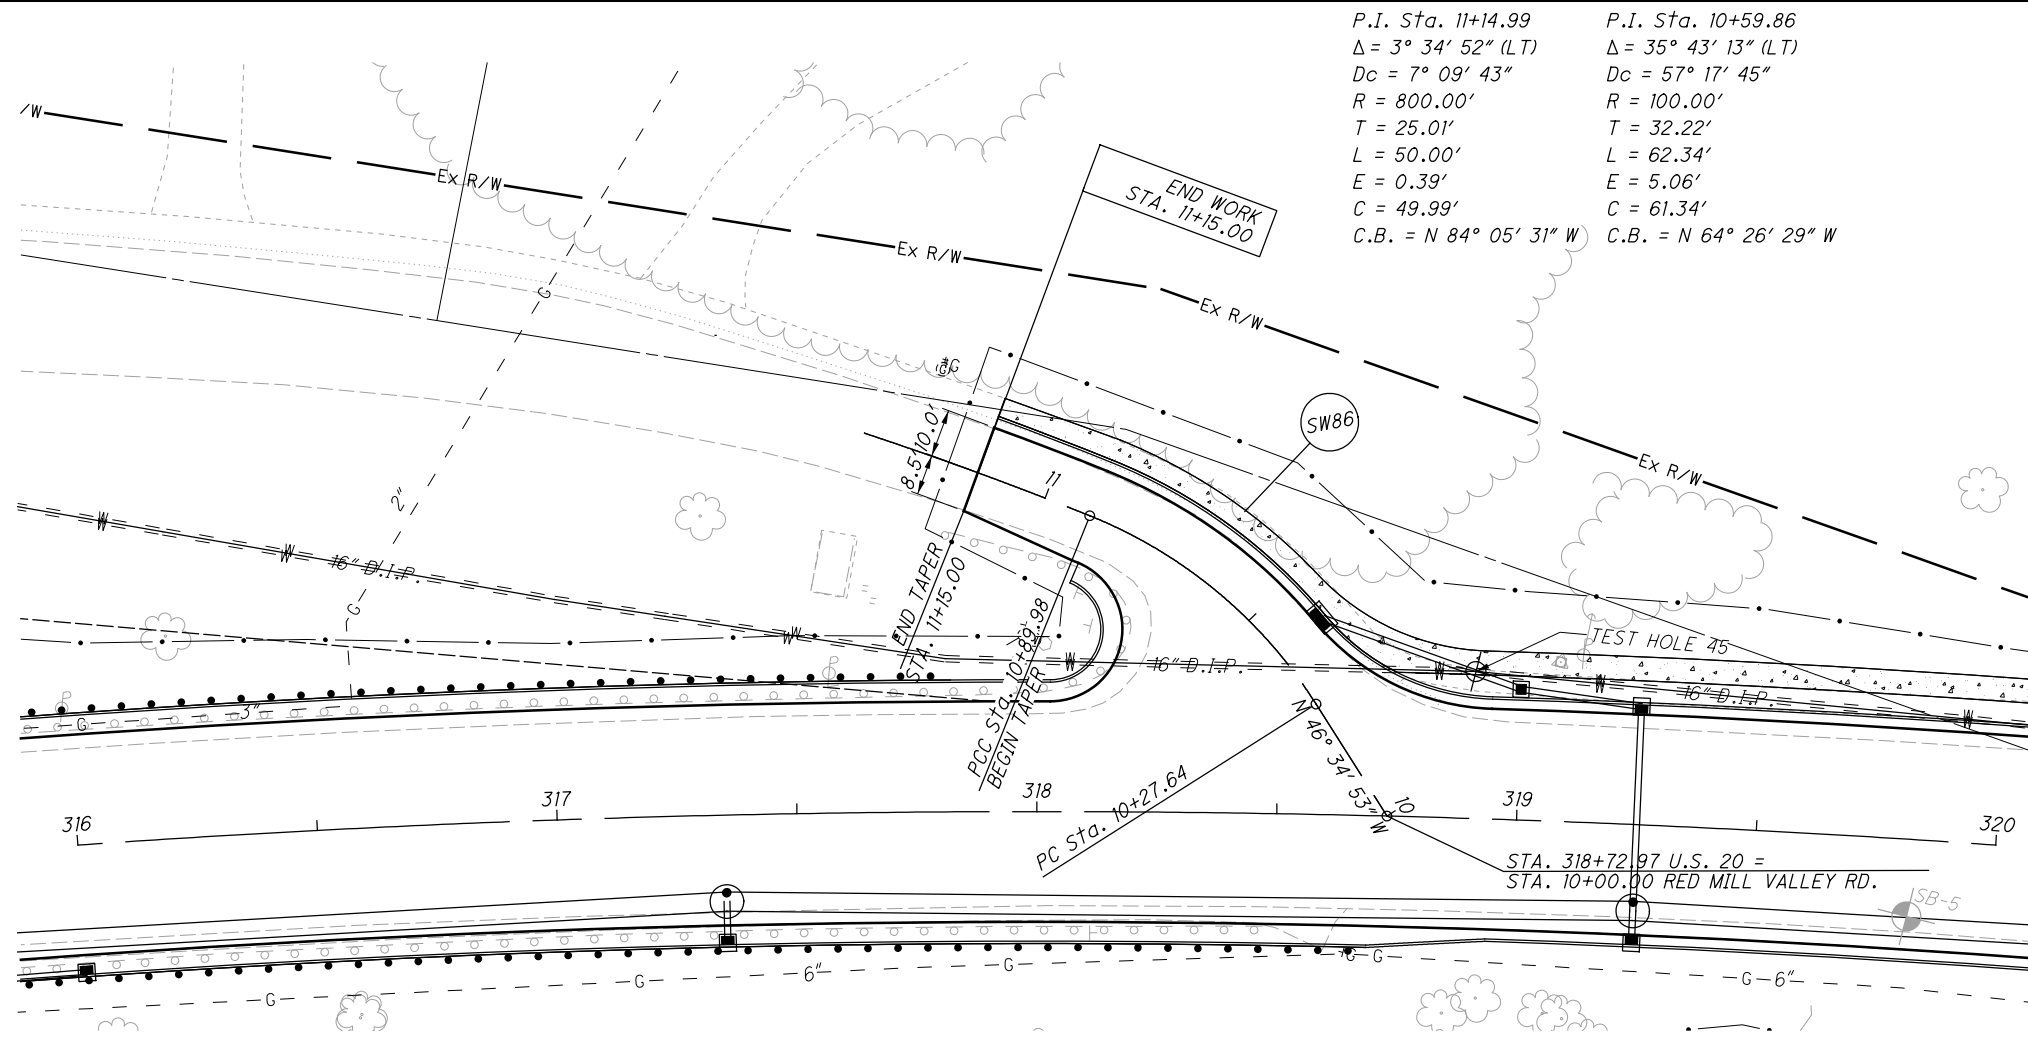 P.I. Sta. 11+14.99
Δ = 3° 34' 52" (LT)
Dc = 7° 09' 43"
R = 800.00'
T = 25.01'
L = 50.00'
E = 0.39'
C = 49.99'
C.B. = N 84° 05' 31" W
P.I. Sta. 10+59.86
Δ = 35° 43' 13" (LT)
Dc = 57° 17' 45"
R = 100.00'
T = 32.22'
L = 62.34'
E = 5.06'
C = 61.34'
C.B. = N 64° 26' 29" W
/W
Ex R/W
Ex R/W
Ex R/W
Ex R/W
END WORK
STA. 11+15.00
G
2"
G
G
10.0'
8.5'
11
SW86
W
W
16" D.I.P.
W
W
W
16" D.I.P.
W
W
16" D.I.P.
W
TEST HOLE 45
END TAPER
STA. 11+15.00
PCC Sta. 10+89.98
BEGIN TAPER
G
3"
N 46° 34' 53" W
PC Sta. 10+27.64
10
316
317
318
319
320
STA. 318+72.97 U.S. 20 =
STA. 10+00.00 RED MILL VALLEY RD.
SB-5
G
G
6"
G
G
G
G
6"